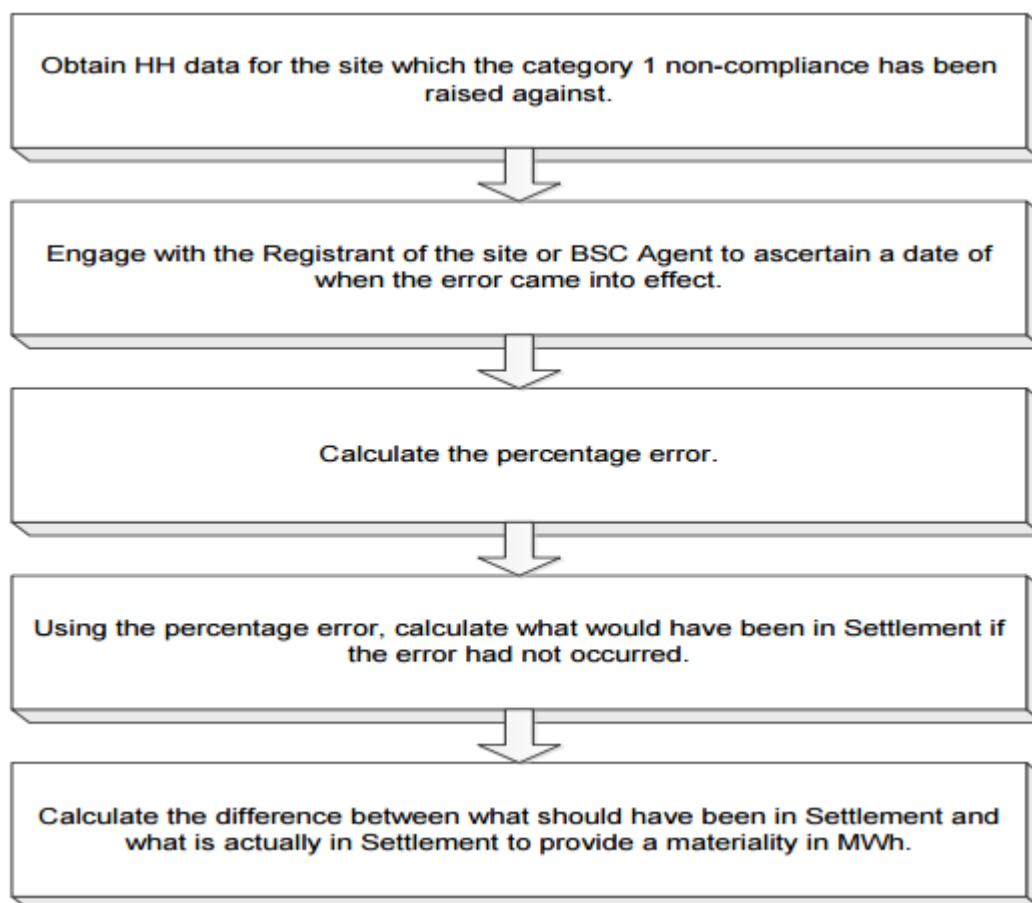 Obtain HH data for the site which the category 1 non-compliance has been
raised against.
Engage with the Registrant of the site or BSC Agent to ascertain a date of
when the error came into effect.
Calculate the percentage error.
Using the percentage error, calculate what would have been in Settlement if
the error had not occurred.
Calculate the difference between what should have been in Settlement and
what is actually in Settlement to provide a materiality in MWh.